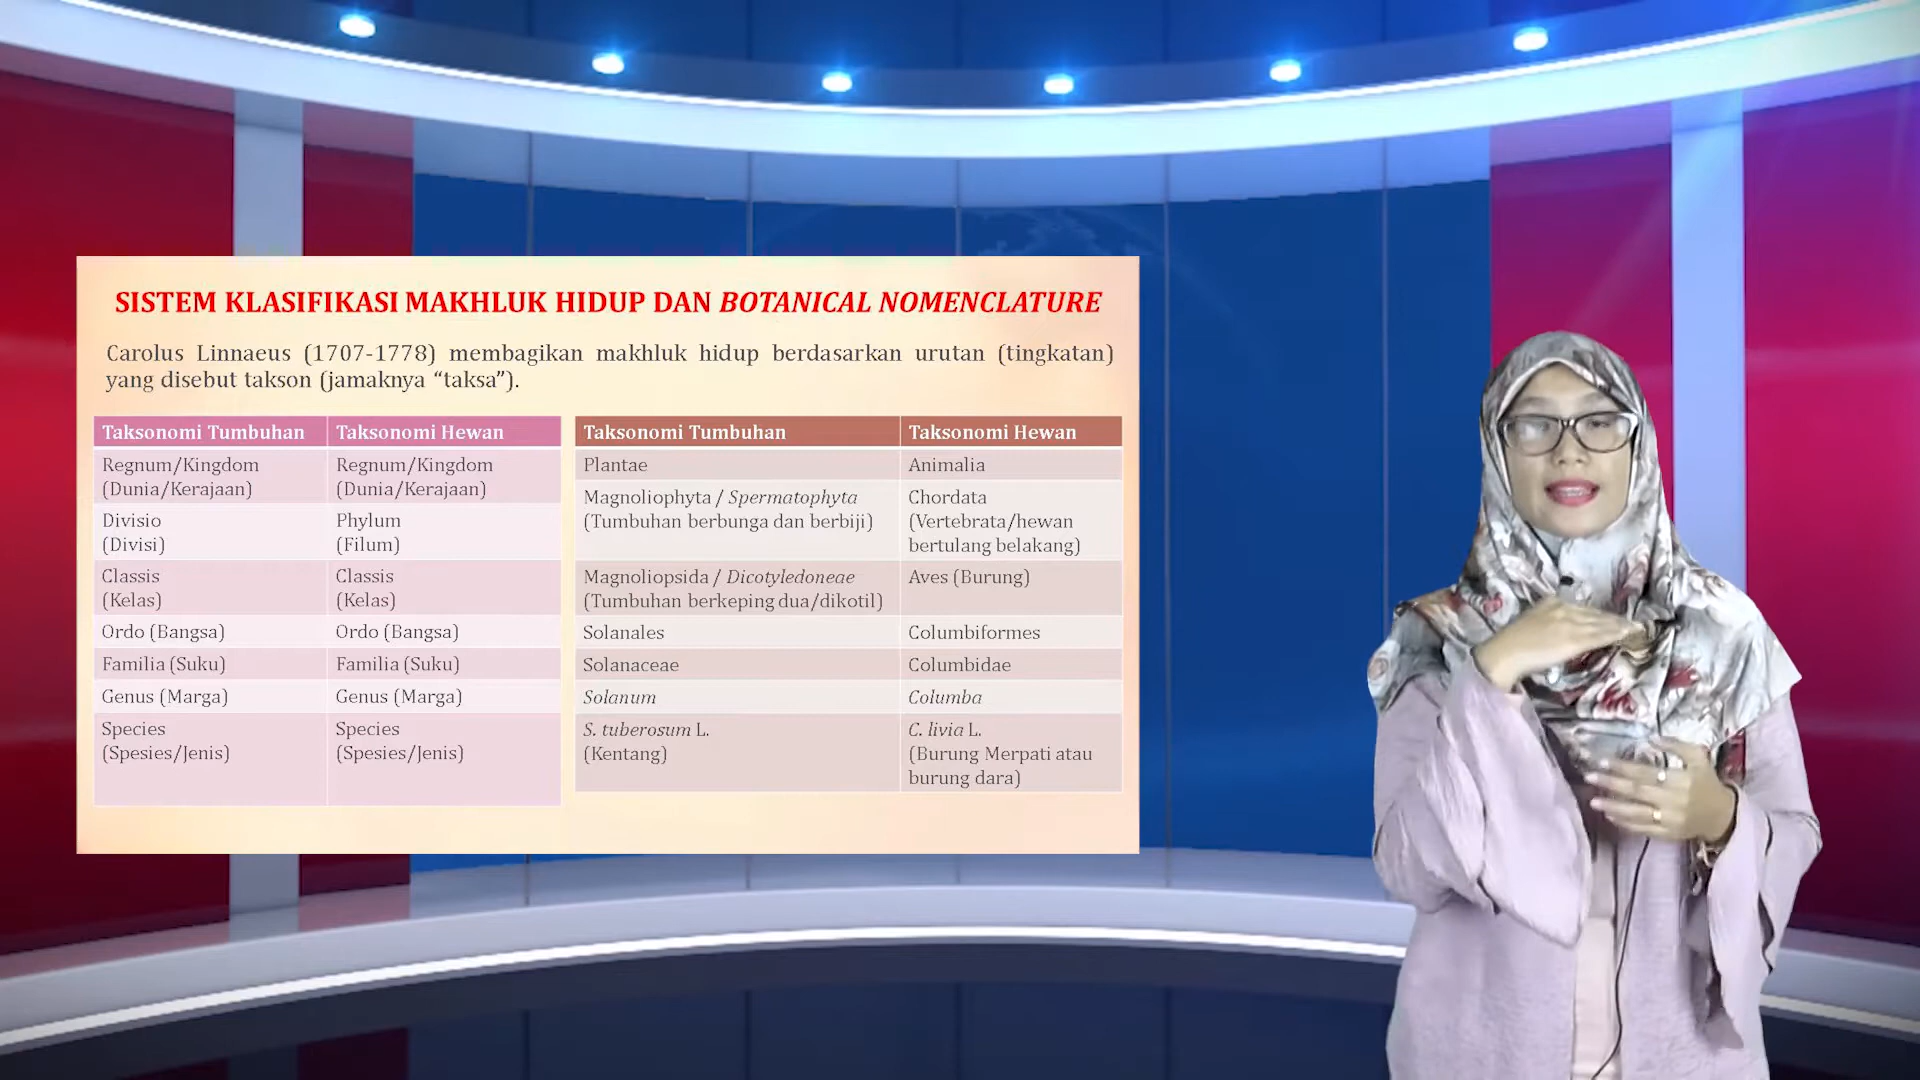 SISTEM KLASIFIKASI MAKHLUK HIDUP DAN BOTANICAL NOMENCLATURE
Carolus Linnaeus (1707-1778) membagikan makhluk hidup berdasarkan urutan (tingkatan)
yang disebut takson (jamaknya “taksa”).
Taksonomi Tumbuhan
Taksonomi Hewan
Regnum/Kingdom
(Dunia/Kerajaan)
Regnum/Kingdom
(Dunia/Kerajaan)
Divisio
(Divisi)
Phylum
(Filum)
Classis
(Kelas)
Classis
(Kelas)
Ordo (Bangsa)
Ordo (Bangsa)
Familia (Suku)
Familia (Suku)
Genus (Marga)
Genus (Marga)
Species
(Spesies/Jenis)
Species
(Spesies/Jenis)
Taksonomi Tumbuhan
Taksonomi Hewan
Plantae
Animalia
Magnoliophyta / Spermatophyta
(Tumbuhan berbunga dan berbiji)
Chordata
(Vertebrata/hewan
bertulang belakang)
Magnoliopsida / Dicotyledoneae
(Tumbuhan berkeping dua/dikotil)
Aves (Burung)
Solanales
Columbiformes
Solanaceae
Columbidae
Solanum
Columba
S. tuberosum L.
(Kentang)
C. livia L.
(Burung Merpati atau
burung dara)